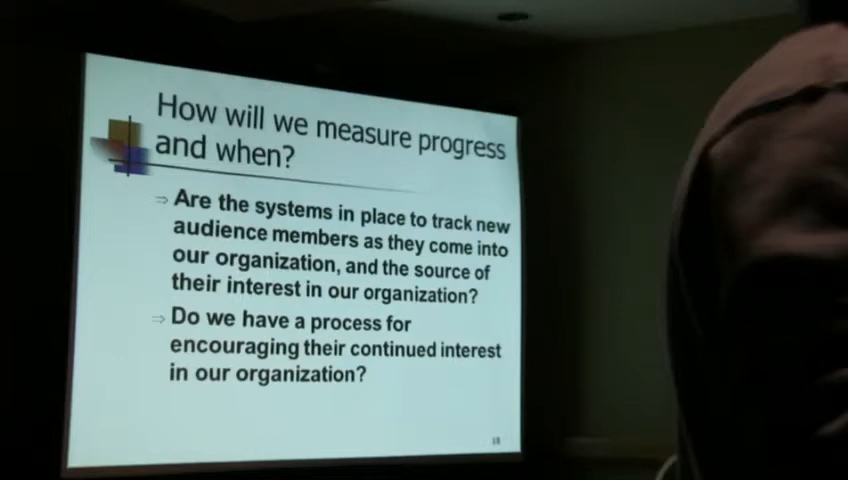 How will we measure progress
and when?
⇒ Are the systems in place to track new
audience members as they come into
our organization, and the source of
their interest in our organization?
⇒ Do we have a process for
encouraging their continued interest
in our organization?
18